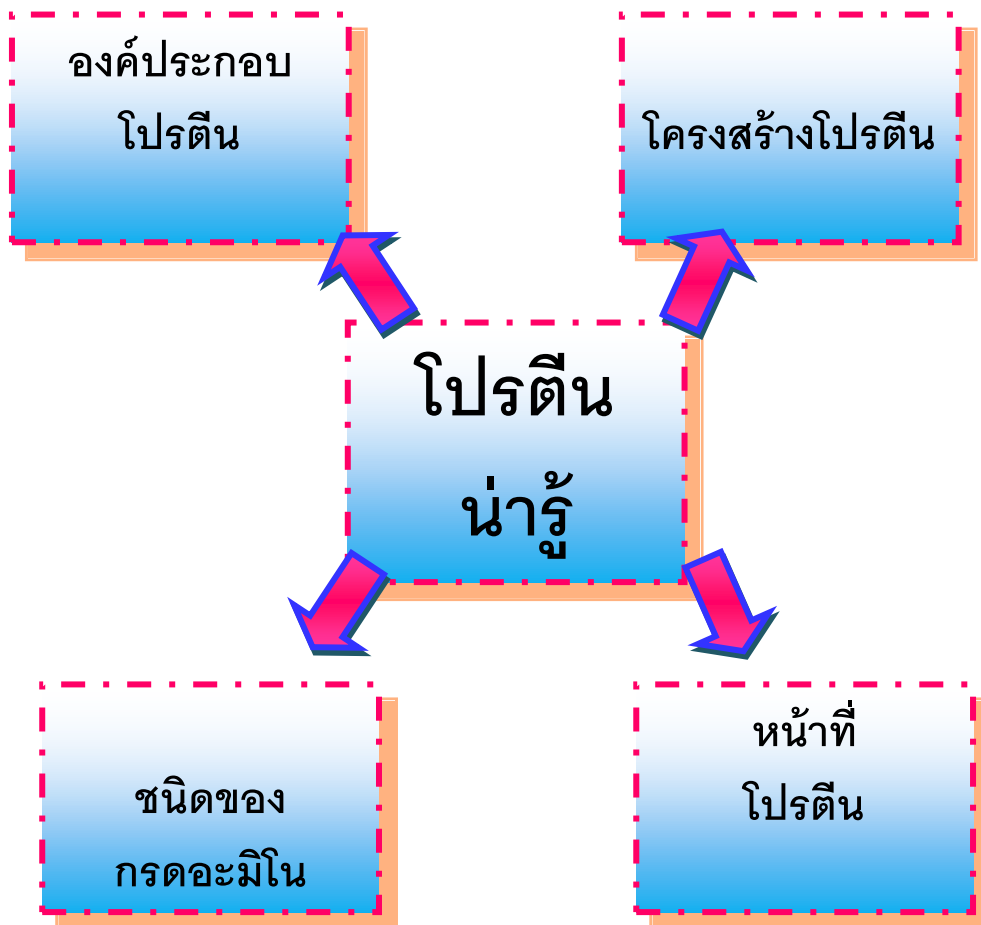 องค์ประกอบ
โปรตีน
โครงสร้างโปรตีน
โปรตีน
น่ารู้
ชนิดของ
กรดอะมิโน
หน้าที่
โปรตีน